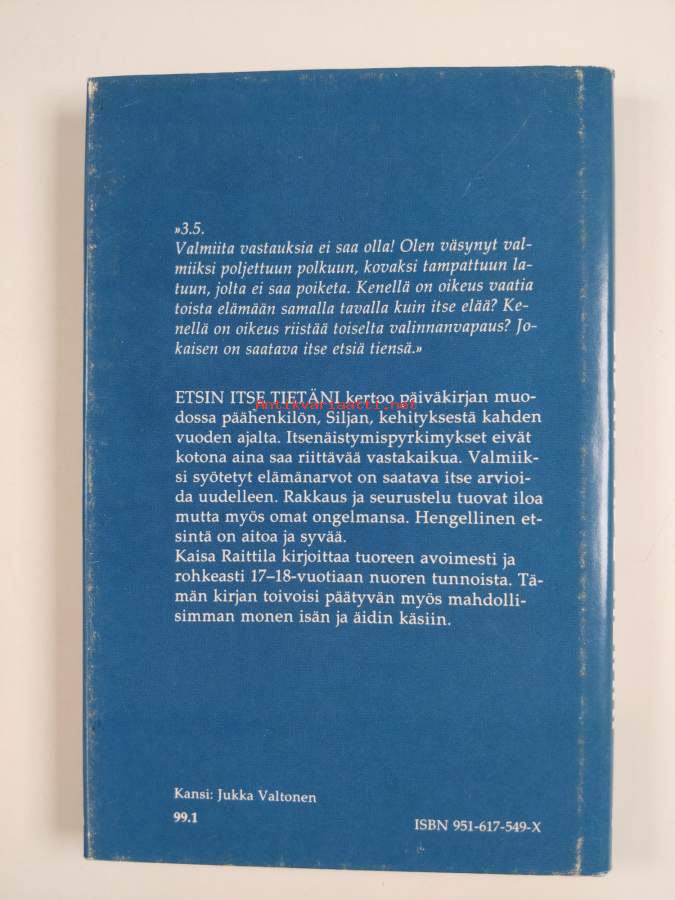 »3.5.
Valmiita vastauksia ei saa olla! Olen väsynyt val-
miiksi poljettuun polkuun, kovaksi tampattuun la-
tuun, jolta ei saa poiketa. Kenellä on oikeus vaatia
toista elämään samalla tavalla kuin itse elää? Ke-
nellä on oikeus riistää toiselta valinnanvapaus? Jo-
kaisen on saatava itse etsiä tiensä.»
ETSIN ITSE TIETÄNI kertoo päiväkirjan muo-
Antikvariaatti.net
dossa päähenkilön, Siljan, kehityksestä kahden
vuoden ajalta. Itsenäistymispyrkimykset eivät
kotona aina saa riittävää vastakaikua. Valmiik-
si syötetyt elämänarvot on saatava itse arvioi-
da uudelleen. Rakkaus ja seurustelu tuovat iloa
mutta myös omat ongelmansa. Hengellinen et-
sintä on aitoa ja syvää.
Kaisa Raittila kirjoittaa tuoreen avoimesti ja
rohkeasti 17–18-vuotiaan nuoren tunnoista. Tä-
män kirjan toivoisi päätyvän myös mahdolli-
simman monen isän ja äidin käsiin.
Kansi: Jukka Valtonen
99.1
ISBN 951-617-549-X